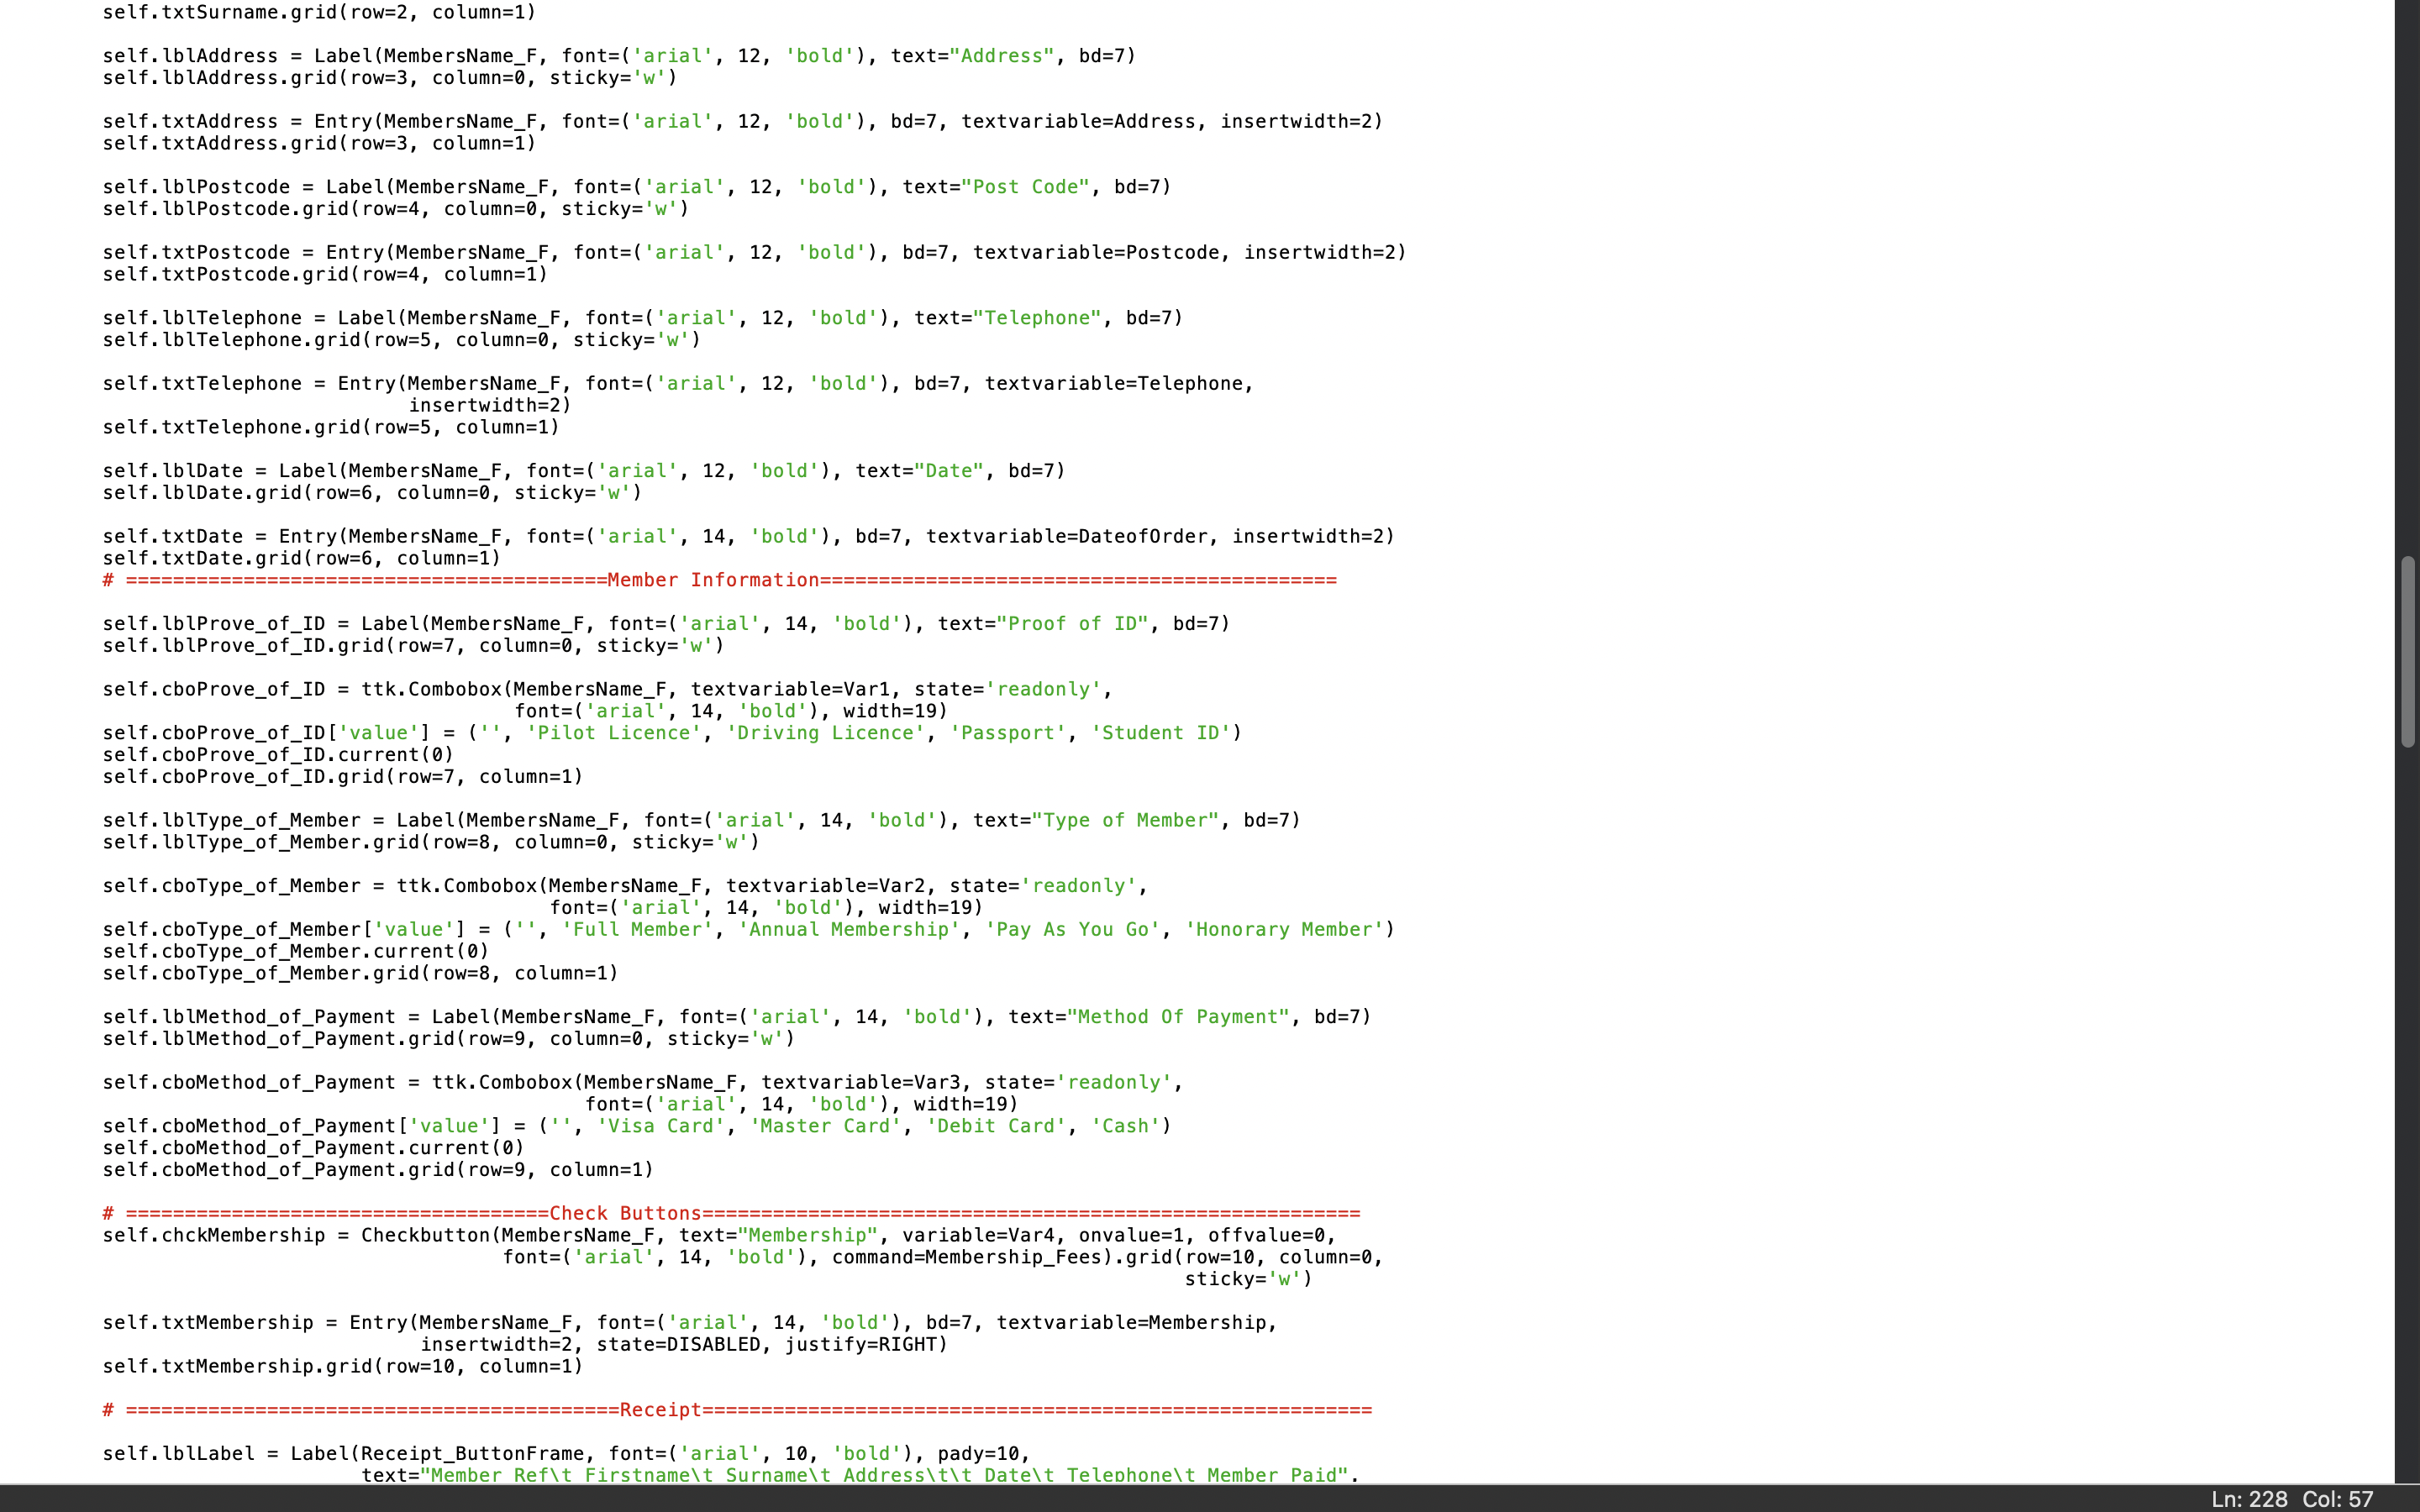 self.txtSurname.grid(row=2, column=1)
self.lblAddress = Label(MembersName_F, font=('arial', 12, 'bold'), text="Address", bd=7)
self.lblAddress.grid(row=3, column=0, sticky='w')
self.txtAddress = Entry(MembersName_F, font=('arial', 12, 'bold'), bd=7, textvariable=Address, insertwidth=2)
self.txtAddress.grid(row=3, column=1)
self.lblPostcode = Label(MembersName_F, font=('arial', 12, 'bold'), text="Post Code", bd=7)
self.lblPostcode.grid(row=4, column=0, sticky='w')
self.txtPostcode = Entry(MembersName_F, font=('arial', 12, 'bold'), bd=7, textvariable=Postcode, insertwidth=2)
self.txtPostcode.grid(row=4, column=1)
self.lblTelephone = Label(MembersName_F, font=('arial', 12, 'bold'), text="Telephone", bd=7)
self.lblTelephone.grid(row=5, column=0, sticky='w')
self.txtTelephone = Entry(MembersName_F, font=('arial', 12, 'bold'), bd=7, textvariable=Telephone,
insertwidth=2)
self.txtTelephone.grid(row=5, column=1)
self.lblDate = Label(MembersName_F, font=('arial', 12, 'bold'), text="Date", bd=7)
self.lblDate.grid(row=6, column=0, sticky='w')
self.txtDate = Entry(MembersName_F, font=('arial', 14, 'bold'), bd=7, textvariable=DateofOrder, insertwidth=2)
self.txtDate.grid(row=6, column=1)
# =========================================Member Information============================================
self.lblProve_of_ID = Label(MembersName_F, font=('arial', 14, 'bold'), text="Proof of ID", bd=7)
self.lblProve_of_ID.grid(row=7, column=0, sticky='w')
self.cboProve_of_ID = ttk.Combobox(MembersName_F, textvariable=Var1, state='readonly',
font=('arial', 14, 'bold'), width=19)
self.cboProve_of_ID['value'] = ('', 'Pilot Licence', 'Driving Licence', 'Passport', 'Student ID')
self.cboProve_of_ID.current(0)
self.cboProve_of_ID.grid(row=7, column=1)
self.lblType_of_Member = Label(MembersName_F, font=('arial', 14, 'bold'), text="Type of Member", bd=7)
self.lblType_of_Member.grid(row=8, column=0, sticky='w')
self.cboType_of_Member = ttk.Combobox(MembersName_F, textvariable=Var2, state='readonly',
font=('arial', 14, 'bold'), width=19)
self.cboType_of_Member['value'] = ('', 'Full Member', 'Annual Membership', 'Pay As You Go', 'Honorary Member')
self.cboType_of_Member.current(0)
self.cboType_of_Member.grid(row=8, column=1)
self.lblMethod_of_Payment = Label(MembersName_F, font=('arial', 14, 'bold'), text="Method Of Payment", bd=7)
self.lblMethod_of_Payment.grid(row=9, column=0, sticky='w')
self.cboMethod_of_Payment = ttk.Combobox(MembersName_F, textvariable=Var3, state='readonly',
font=('arial', 14, 'bold'), width=19)
self.cboMethod_of_Payment['value'] = ('', 'Visa Card', 'Master Card', 'Debit Card', 'Cash')
self.cboMethod_of_Payment.current(0)
self.cboMethod_of_Payment.grid(row=9, column=1)
# ====================================Check Buttons========================================================
self.chckMembership = Checkbutton(MembersName_F, text="Membership", variable=Var4, onvalue=1, offvalue=0,
font=('arial', 14, 'bold'), command=Membership_Fees).grid(row=10, column=0,
sticky='w')
self.txtMembership = Entry(MembersName_F, font=('arial', 14, 'bold'), bd=7, textvariable=Membership,
insertwidth=2, state=DISABLED, justify=RIGHT)
self.txtMembership.grid(row=10, column=1)
# ==========================================Receipt=========================================================
self.lblLabel = Label(Receipt_ButtonFrame, font=('arial', 10, 'bold'), pady=10,
text="Member Ref\t Firstname\t Surname\t Address\t\t Date\t Telephone\t Member Paid",
Ln: 228 Col: 57